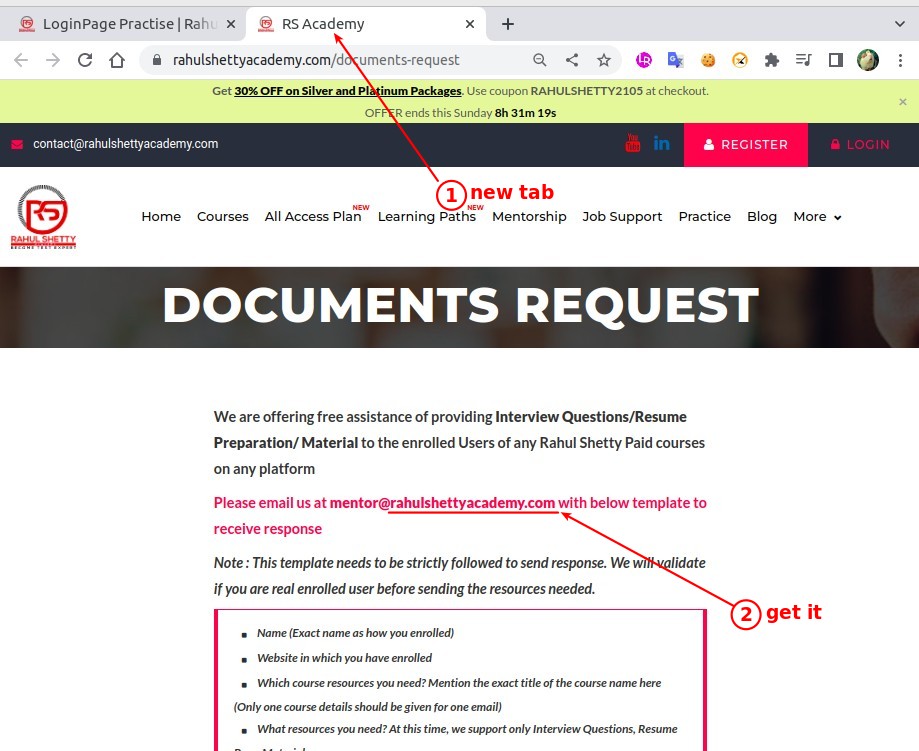 LoginPage Practise | Rahu
RS Academy
rahulshettyacademy.com/documents-request
Get 30% OFF on Silver and Platinum Packages. Use coupon RAHULSHETTY2105 at checkout.
OFFER ends this Sunday 8h 31m 19s
contact@rahulshettyacademy.com
You
Tube
in
REGISTER
LOGIN
1 new tab
RS
RAHUL SHETTY
Home Courses All Access Plan NEW Learning Paths NEW Mentorship Job Support Practice Blog More
DOCUMENTS REQUEST
We are offering free assistance of providing Interview Questions/Resume
Preparation/ Material to the enrolled Users of any Rahul Shetty Paid courses
on any platform
Please email us at mentor@rahulshettyacademy.com with below template to
receive response
Note : This template needs to be strictly followed to send response. We will validate
if you are real enrolled user before sending the resources needed.
2 get it
Name (Exact name as how you enrolled)
Website in which you have enrolled
Which course resources you need? Mention the exact title of the course name here
(Only one course details should be given for one email)
What resources you need? At this time, we support only Interview Questions, Resume